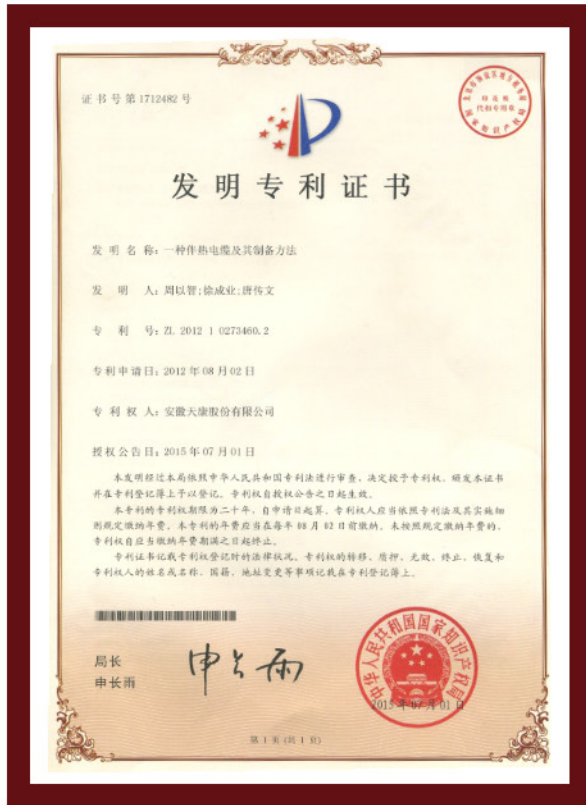 证书号第1712482号
发明专利证书
发 明 名 称：一种伴热电缆及其制备方法
发 明 人：周以智;徐成业;唐传文
专 利 号：ZL 2012 1 0273460.2
专利申请日：2012年08月02日
专 利 权 人：安徽天康股份有限公司
授权公告日：2015年07月01日
本发明经过本局依照中华人民共和国专利法进行审查，决定授予专利权，颁发本证书
并在专利登记簿上予以登记。专利权自授权公告之日起生效。
本专利的专利权期限为二十年，自申请日起算。专利权人应当依照专利法及其实施细
则规定缴纳年费。本专利的年费应当在每年08月02日前缴纳。未按照规定缴纳年费的，
专利权自应当缴纳年费期满之日起终止。
专利证书记载专利权登记时的法律状况。专利权的转移、质押、无效、终止、恢复和
专利权人的姓名或名称、国籍、地址变更等事项记载在专利登记簿上。
局长
申长雨
申长雨
中华人民共和国国家知识产权局
2015年07月01日
第1页(共1页)